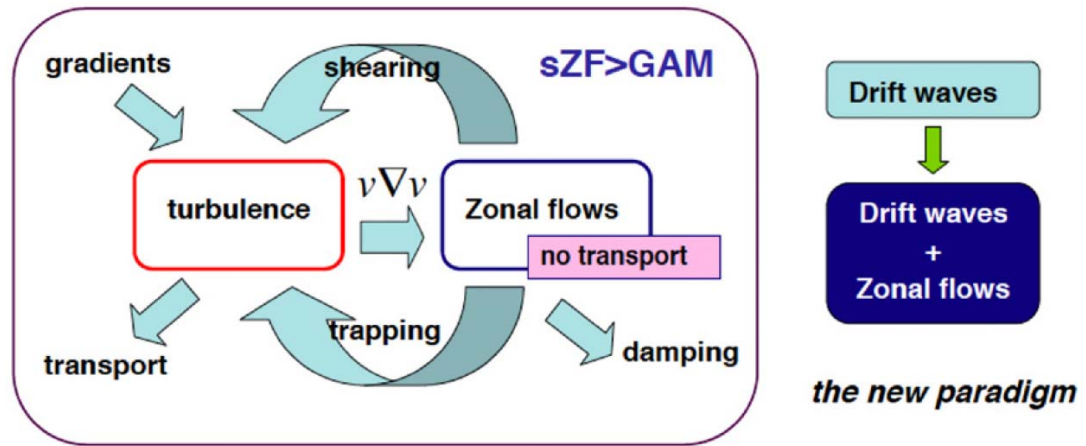 gradients
shearing
sZF>GAM
turbulence
v∇v
Zonal flows
no transport
trapping
transport
damping
Drift waves
Drift waves
+
Zonal flows
the new paradigm